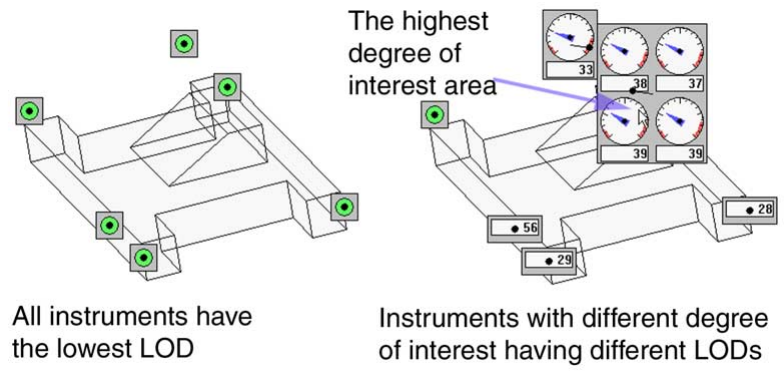 The highest
degree of
interest area
33
38
37
39
39
56
29
28
All instruments have
the lowest LOD
Instruments with different degree
of interest having different LODs